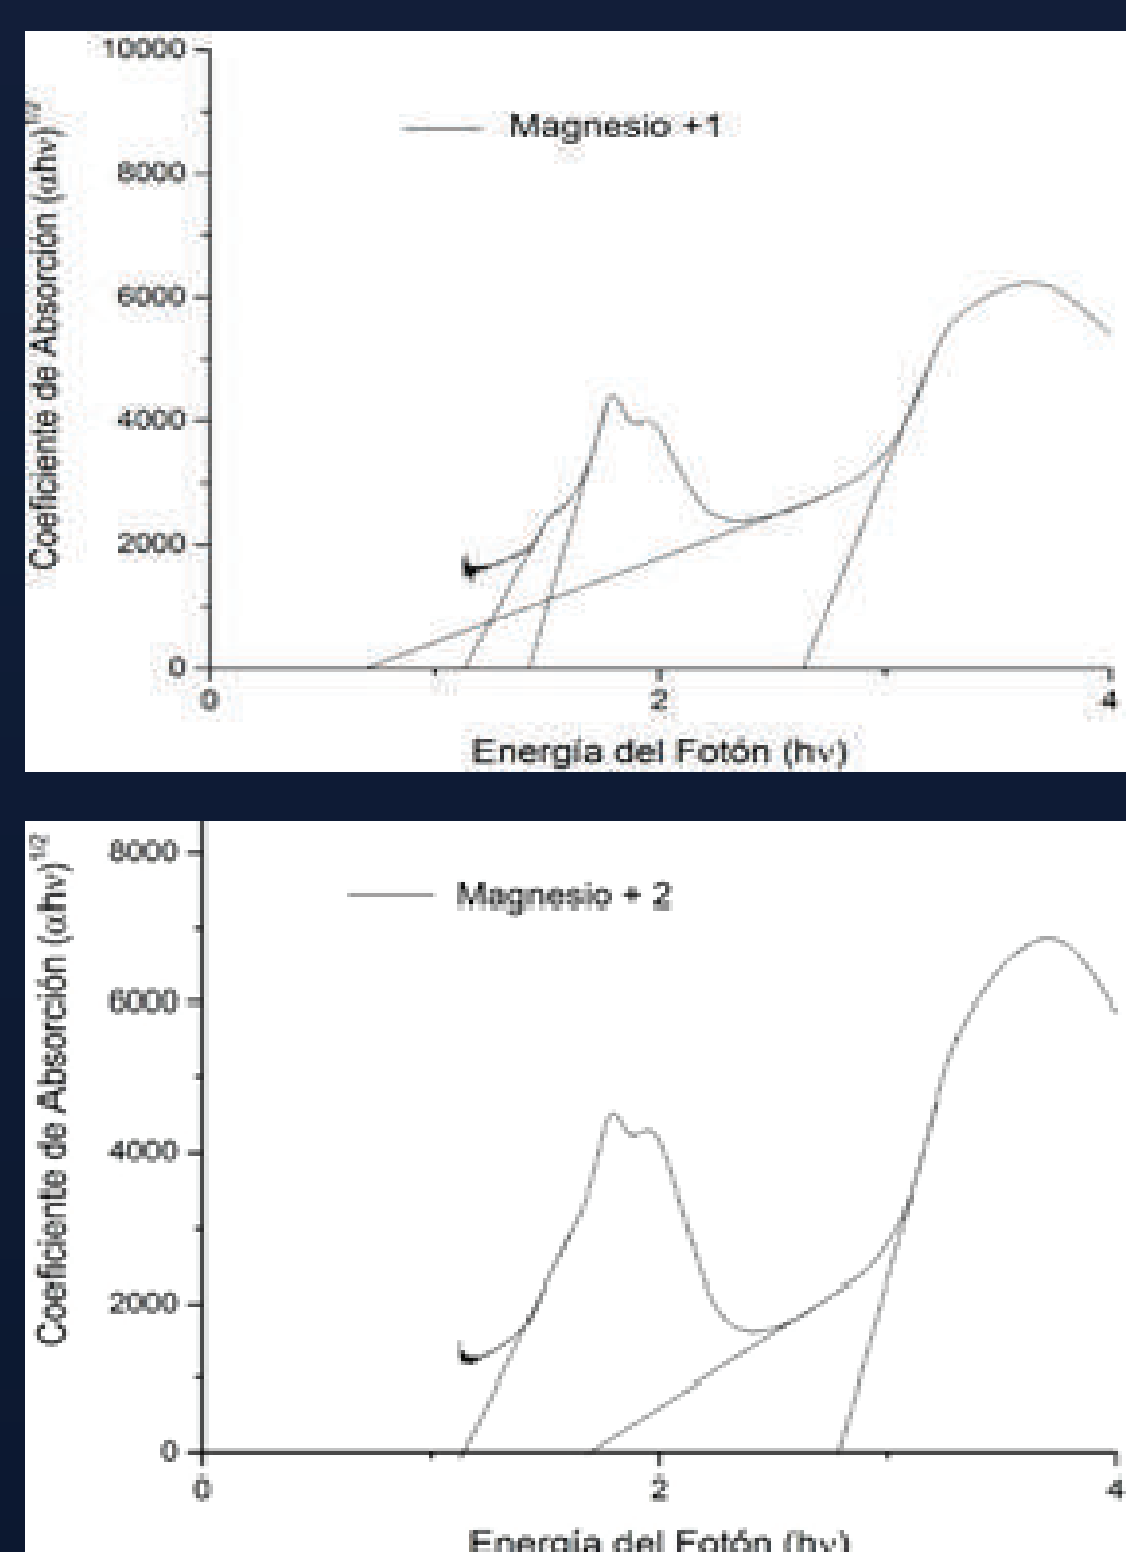 10000
Magnesio +1
8000
6000
4000
2000
0
Coeficiente de Absorción (αhν)^1/2
0 2 4
Energía del Fotón (hν)
8000
Magnesio + 2
6000
4000
2000
0
Coeficiente de Absorción (αhν)^1/2
0 2 4
Energía del Fotón (hν)